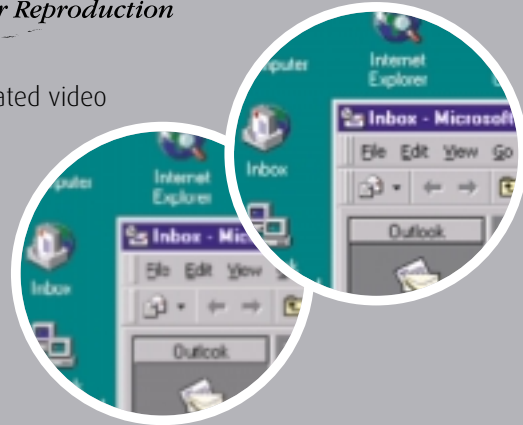 r Reproduction
ated video
puter
Internet
Explorer
Inbox
Inbox - Microsoft
File Edit View Go
Outlook
puter
Internet
Explorer
Inbox
Inbox - Mic
File Edit View
Outlook